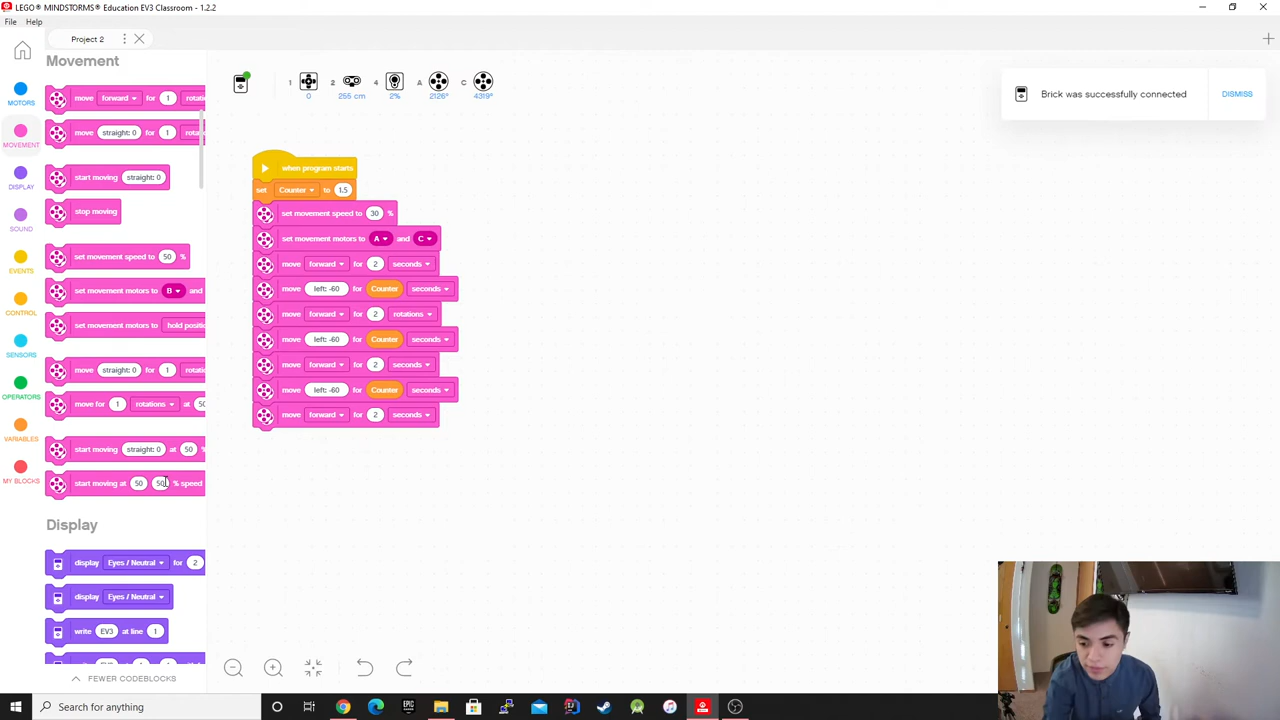 LEGO® MINDSTORMS® Education EV3 Classroom - 1.2.2
File Help
Project 2
Movement
1 2 4 A C
0 255 cm 2% 2126° 4319°
Brick was successfully connected DISMISS
MOTORS
MOVEMENT
DISPLAY
SOUND
EVENTS
CONTROL
SENSORS
OPERATORS
VARIABLES
MY BLOCKS
move forward for 1
move straight: 0 for 1
start moving straight: 0
stop moving
set movement speed to 50 %
set movement motors to B and
set movement motors to
move straight: 0 for 1
move for 1 rotations at
start moving straight: 0 at 50
start moving at 50 50 % speed
Display
display Eyes / Neutral for 2
display Eyes / Neutral
write EV3 at line 1
FEWER CODEBLOCKS
when program starts
set Counter to 1.5
set movement speed to 30 %
set movement motors to A and C
move forward for 2 seconds
move left: -60 for Counter seconds
move forward for 2 rotations
move left: -60 for Counter seconds
move forward for 2 seconds
move left: -60 for Counter seconds
move forward for 2 seconds
Search for anything
EPIC GAMES